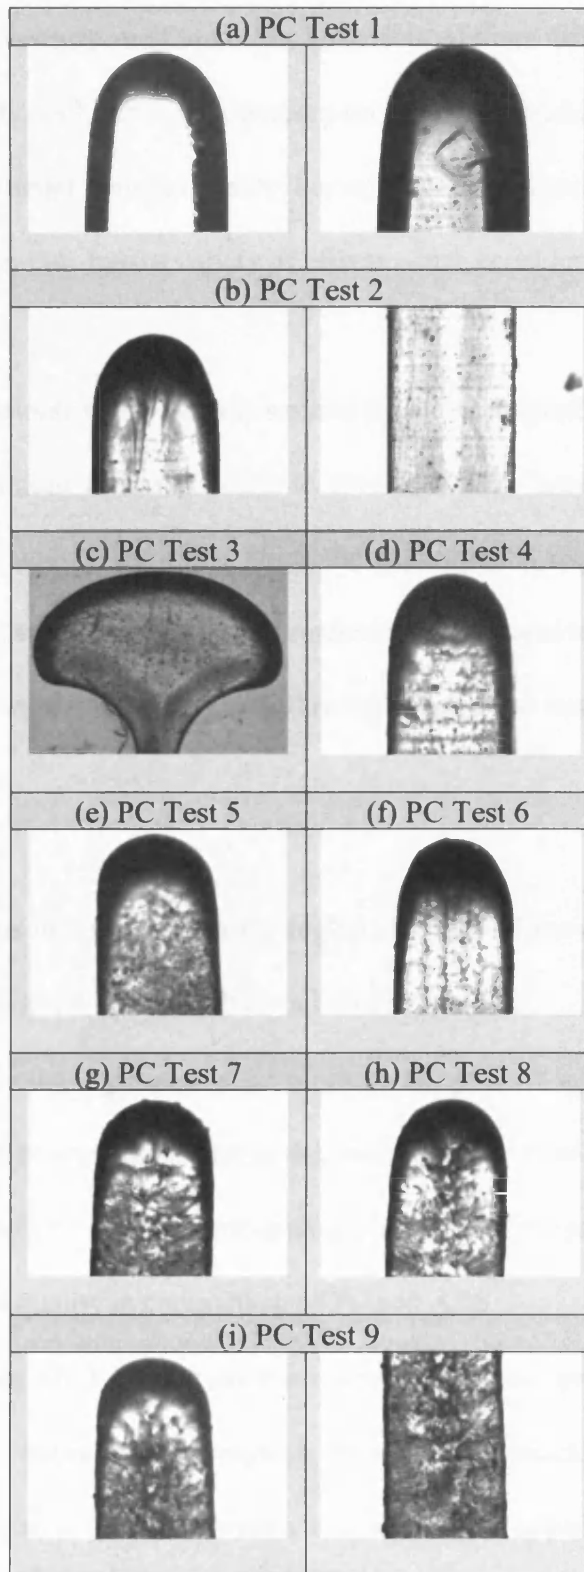 (a) PC Test 1
(b) PC Test 2
(c) PC Test 3
(d) PC Test 4
(e) PC Test 5
(f) PC Test 6
(g) PC Test 7
(h) PC Test 8
(i) PC Test 9